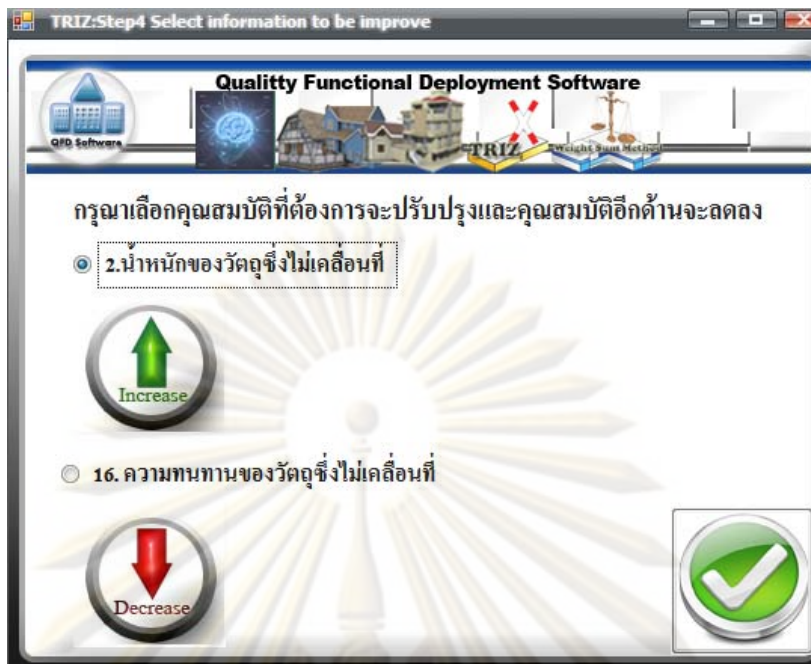 TRIZ:Step4 Select information to be improve
Qualitty Functional Deployment Software
QFD Software
TRIZ
Weight Sum Method
กรุณาเลือกคุณสมบัติที่ต้องการจะปรับปรุงและคุณสมบัติอีกด้านจะลดลง
2.น้ำหนักของวัตถุซึ่งไม่เคลื่อนที่
Increase
16. ความทนทานของวัตถุซึ่งไม่เคลื่อนที่
Decrease